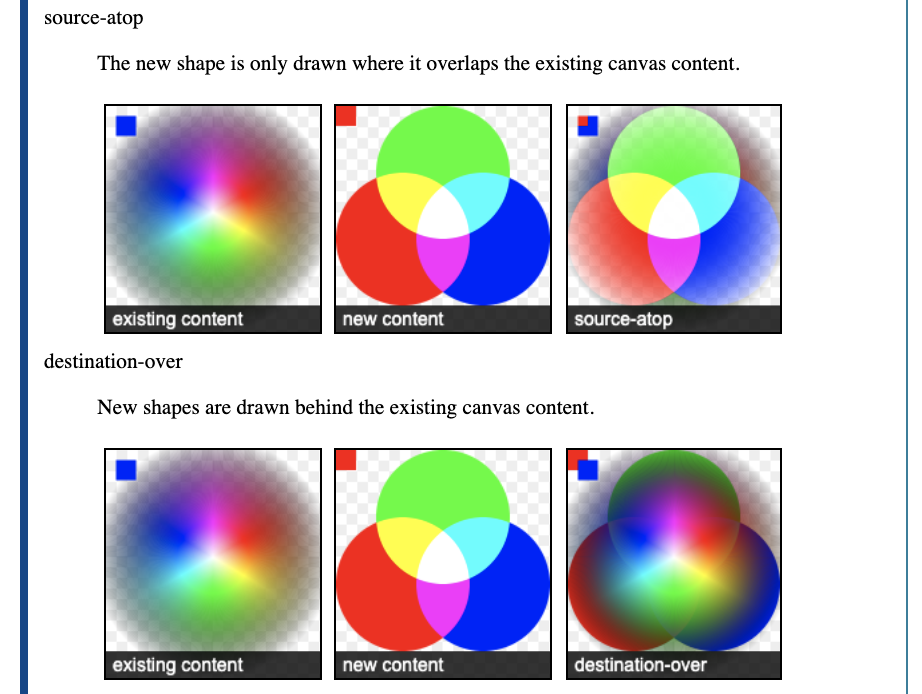 source-atop
The new shape is only drawn where it overlaps the existing canvas content.
existing content
new content
source-atop
destination-over
New shapes are drawn behind the existing canvas content.
existing content
new content
destination-over